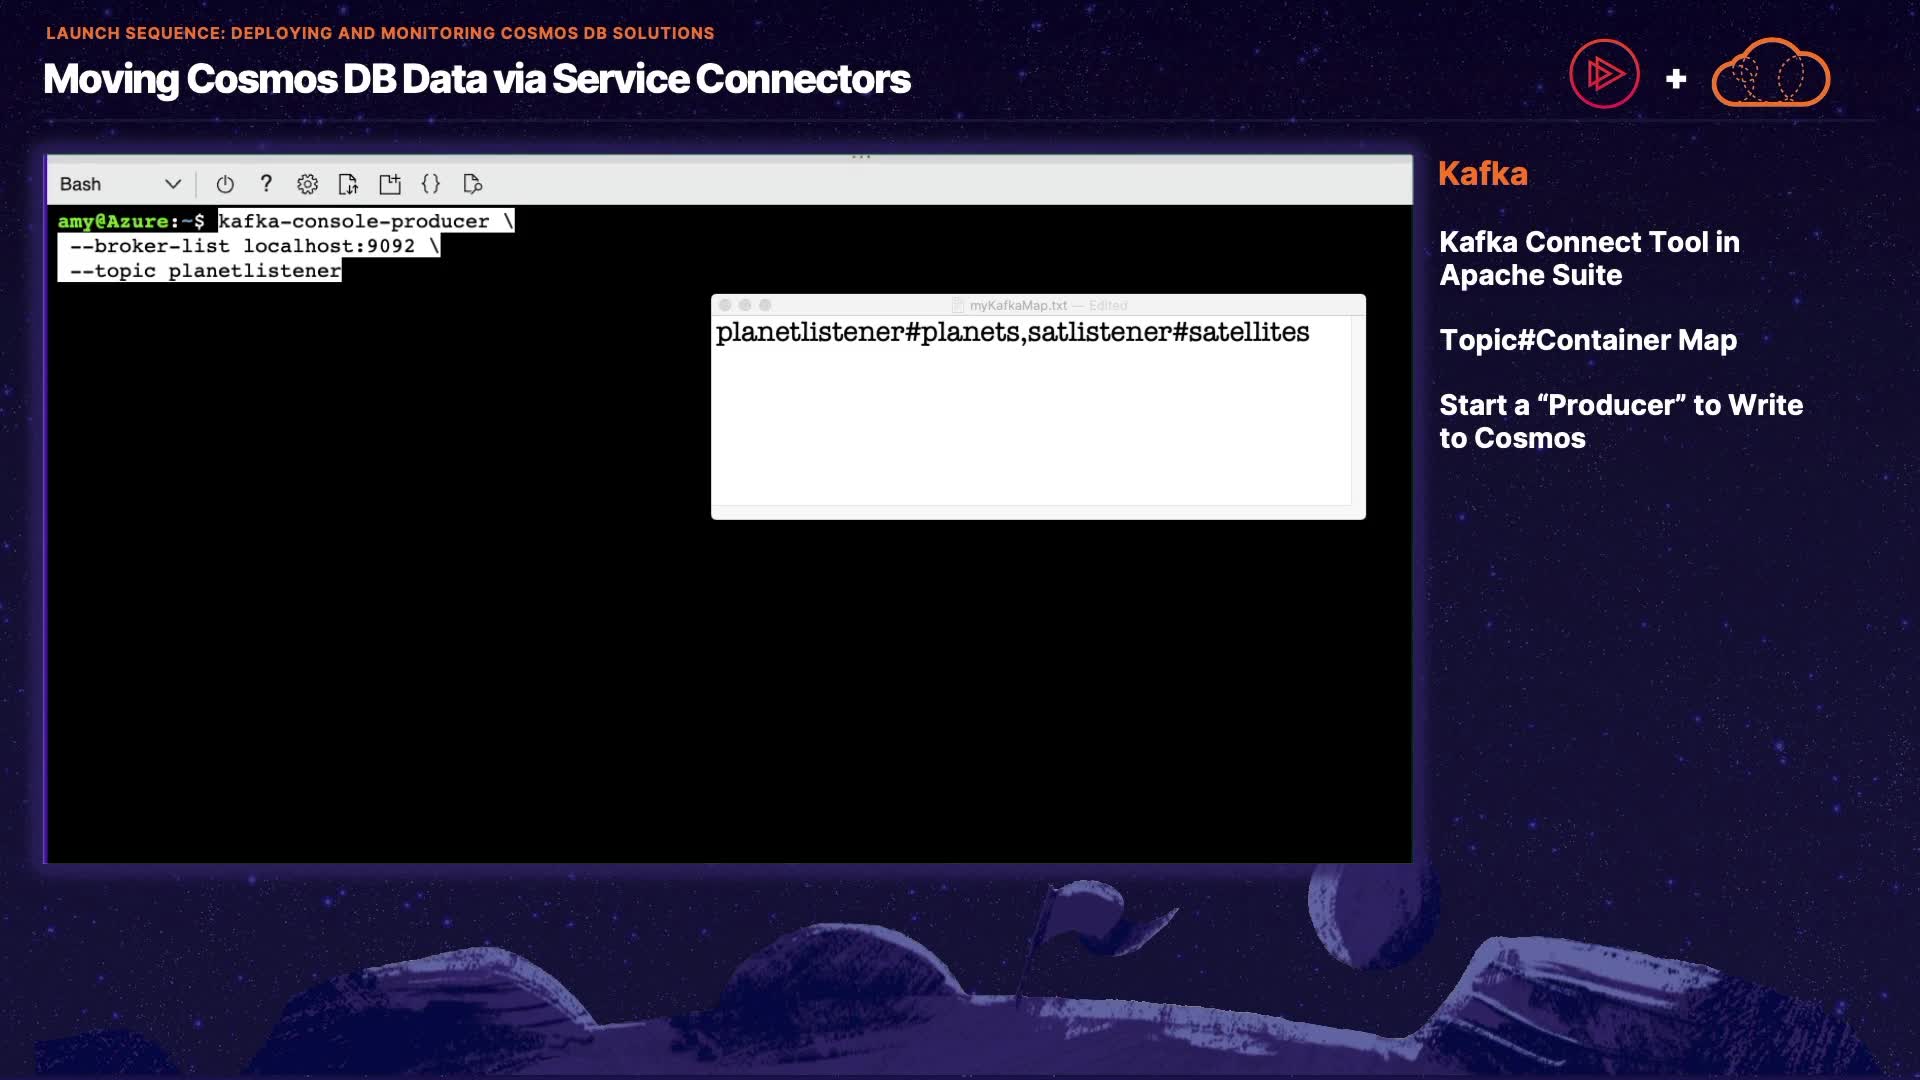 LAUNCH SEQUENCE: DEPLOYING AND MONITORING COSMOS DB SOLUTIONS
Moving Cosmos DB Data via Service Connectors
Bash
amy@Azure:~$ kafka-console-producer \
--broker-list localhost:9092 \
--topic planetlistener
myKafkaMap.txt — Edited
planetlistener#planets,satlistener#satellites
Kafka
Kafka Connect Tool in
Apache Suite
Topic#Container Map
Start a “Producer” to Write
to Cosmos